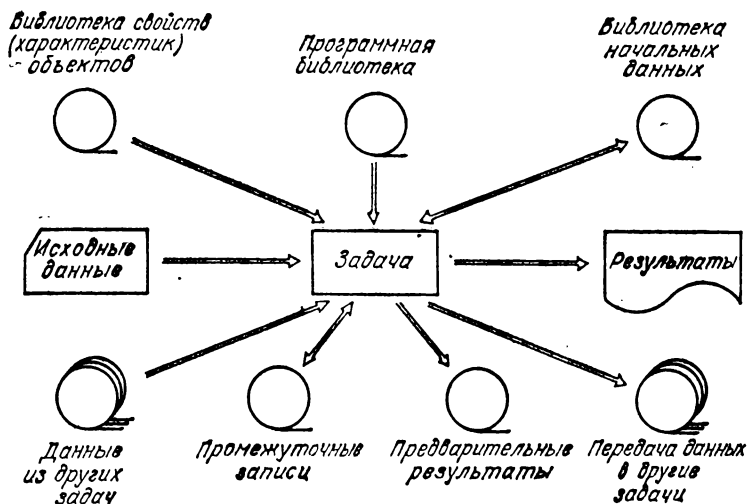 Библиотека свойств
(характеристик)
объектов
Программная
библиотека
Библиотека
начальных
данных
Исходные
данные
Задача
Результаты
Данные
из других
задач
Промежуточные
записи
Предварительные
результаты
Передача данных
в другие
задачи